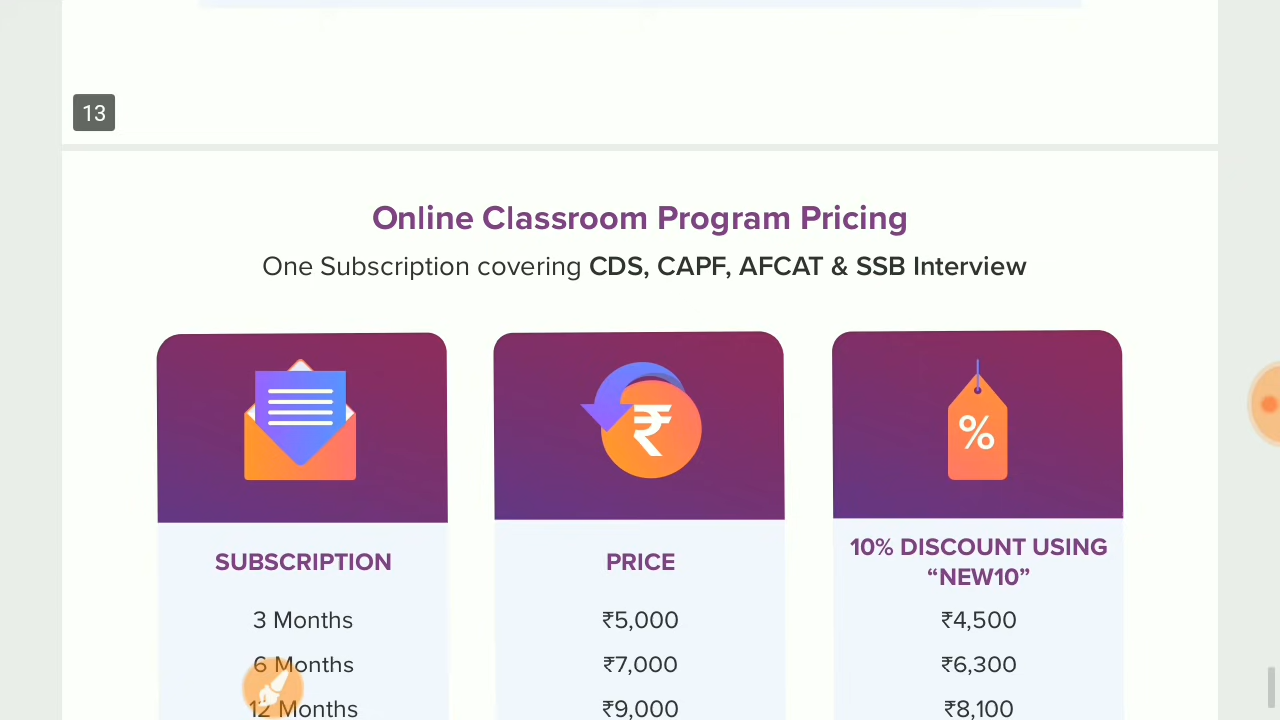 13
Online Classroom Program Pricing
One Subscription covering CDS, CAPF, AFCAT & SSB Interview
₹
%
SUBSCRIPTION
PRICE
10% DISCOUNT USING
“NEW10”
3 Months
₹5,000
₹4,500
6 Months
₹7,000
₹6,300
12 Months
₹9,000
₹8,100